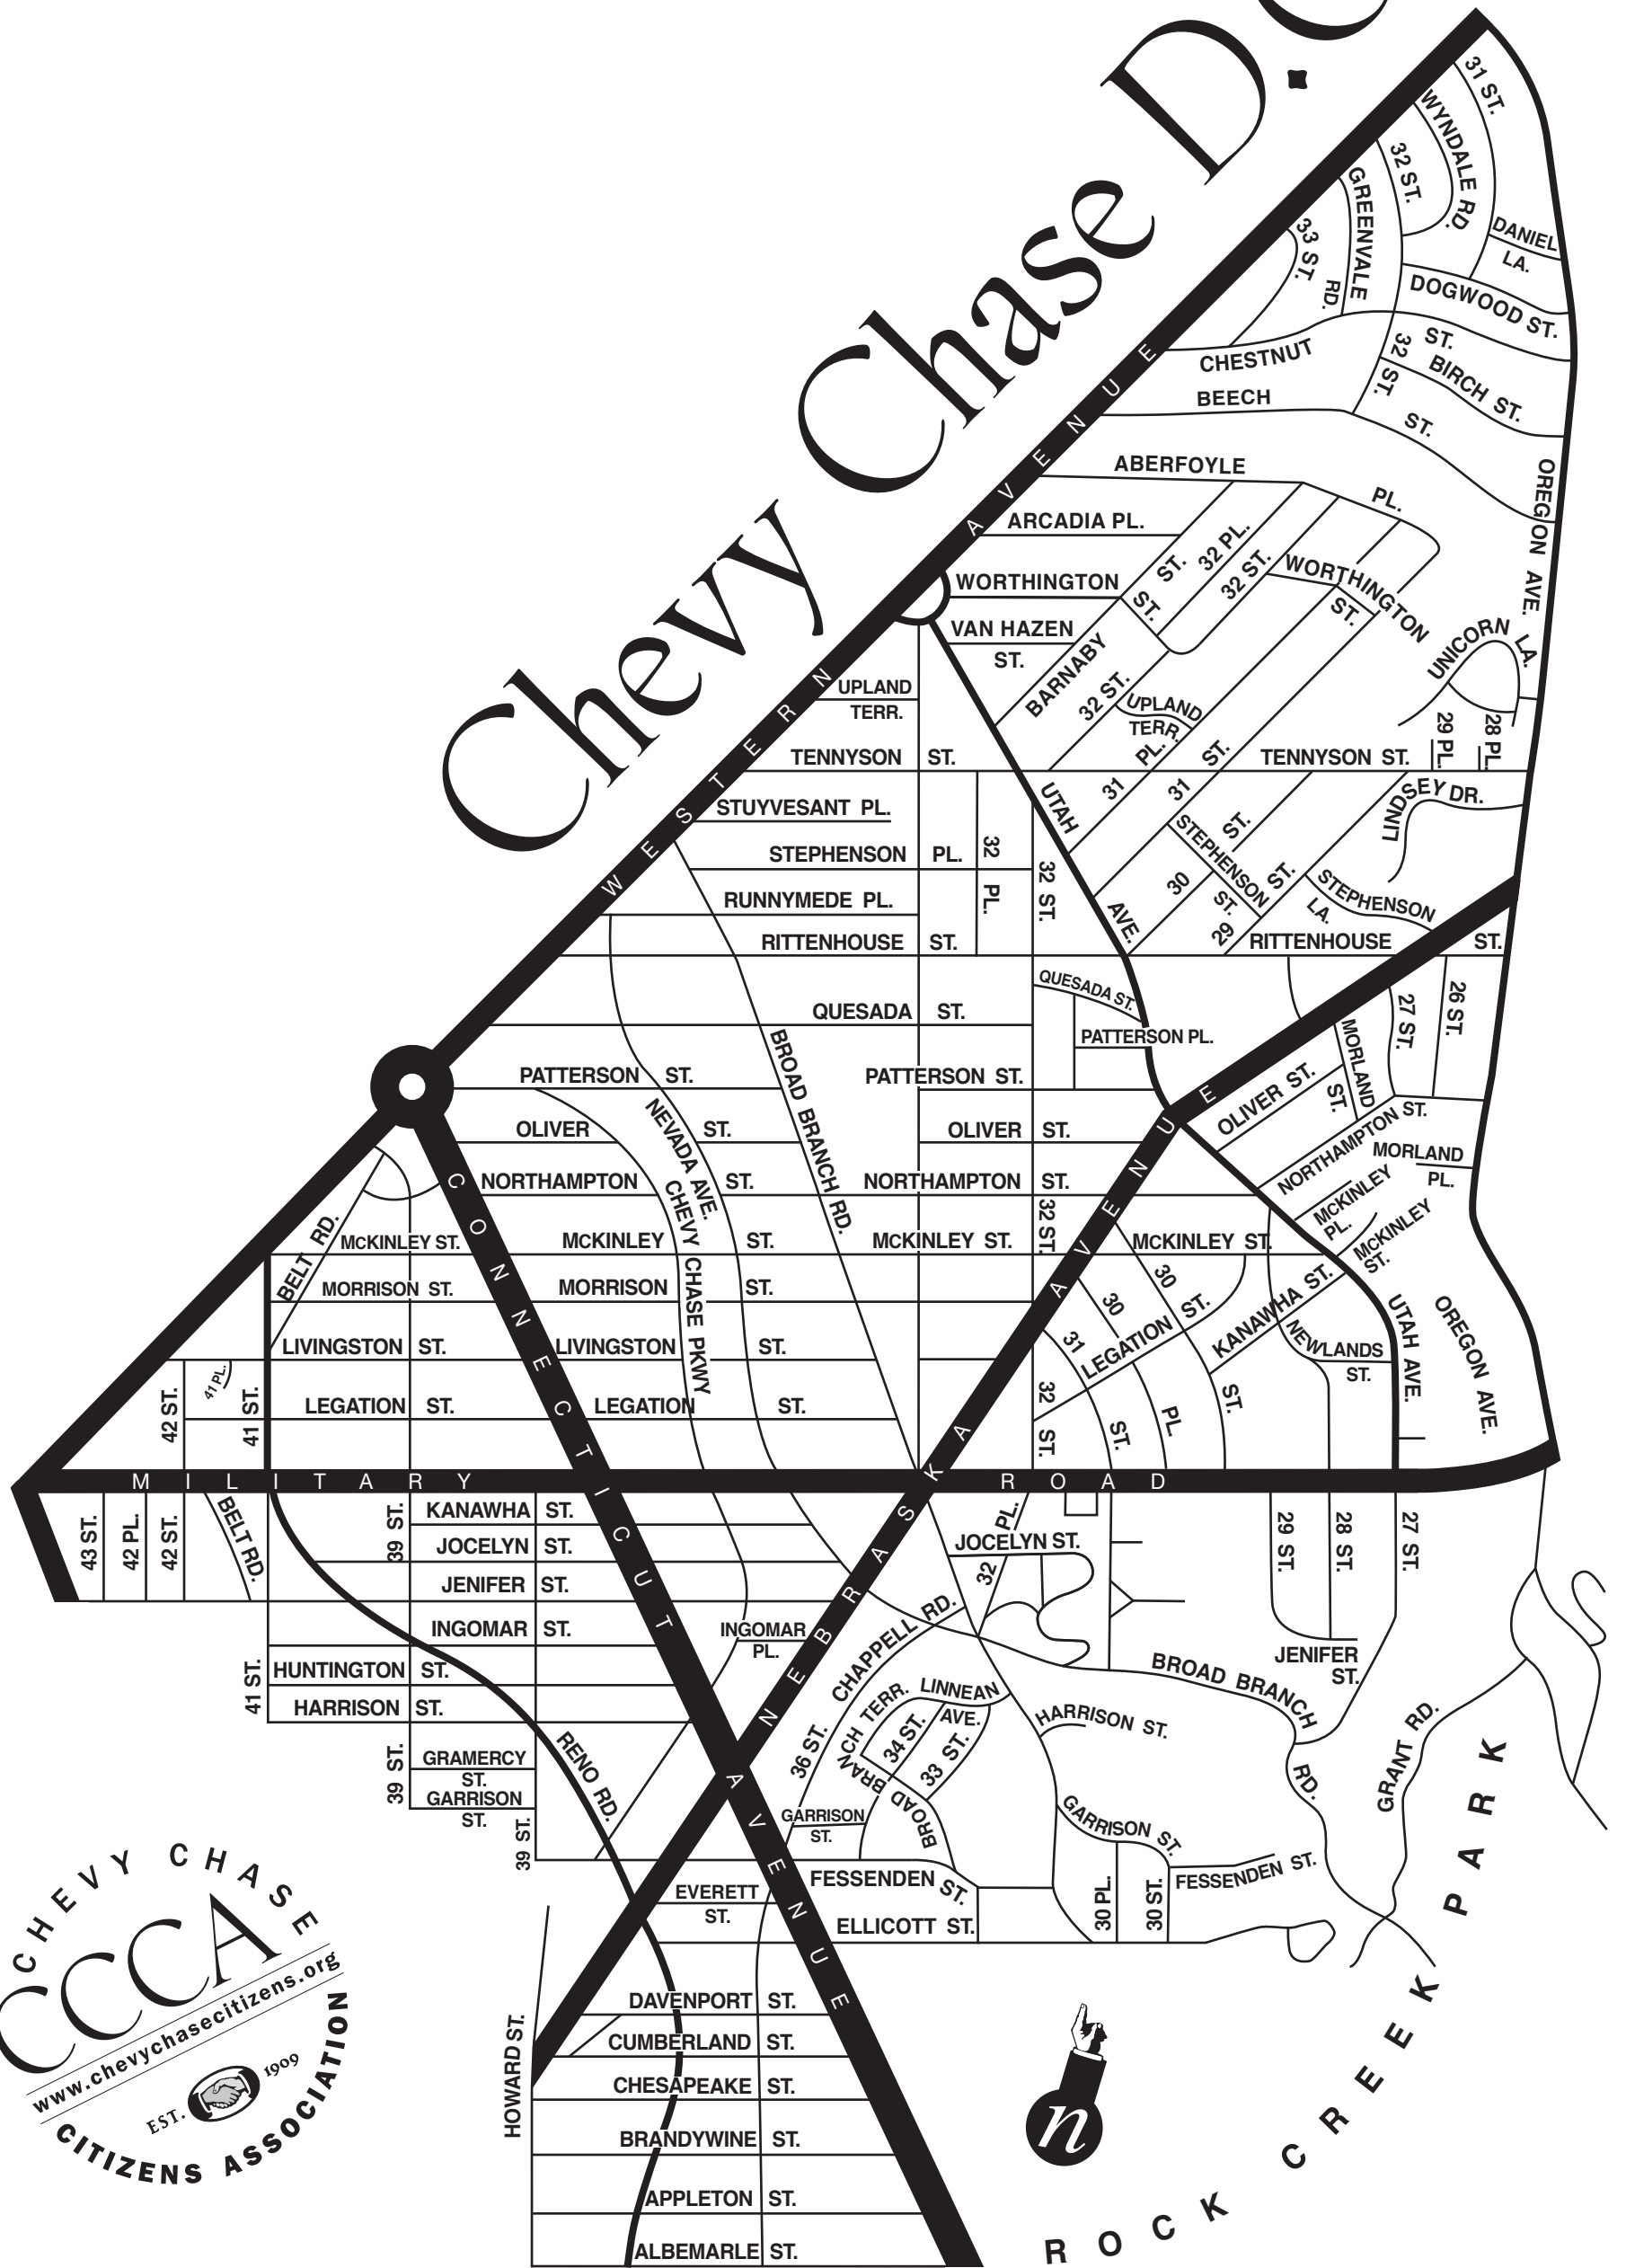 Chevy Chase D.C
31 ST.
WYNDALE RD.
32 ST.
GREENVALE
RD.
33 ST.
DANIEL
LA.
DOGWOOD ST.
CHESTNUT
ST.
32
ST.
BIRCH ST.
BEECH
ST.
ABERFOYLE
PL.
OREGON AVE.
ARCADIA PL.
WORTHINGTON
ST.
ST.
32 PL.
32 ST.
WORTHINGTON
ST.
VAN HAZEN
ST.
BARNABY
UNICORN LA.
UPLAND
TERR.
32 ST.
UPLAND
TERR.
29 PL.
28 PL.
TENNYSON ST.
31
PL.
31
ST.
TENNYSON ST.
STUYVESANT PL.
UTAH
LINDSEY DR.
STEPHENSON PL.
32
PL.
32 ST.
STEPHENSON
ST.
30
ST.
ST.
29
STEPHENSON
LA.
RUNNYMEDE PL.
AVE.
RITTENHOUSE ST.
RITTENHOUSE ST.
QUESADA ST.
QUESADA ST.
PATTERSON PL.
27 ST.
26 ST.
MORLAND
ST.
WESTERN AVENUE
PATTERSON ST.
BROAD BRANCH RD.
PATTERSON ST.
OLIVER ST.
NEVADA AVE.
OLIVER ST.
OLIVER ST.
NORTHAMPTON ST.
MORLAND
PL.
NORTHAMPTON ST.
CHEVY CHASE PKWY
NORTHAMPTON ST.
32 ST.
MCKINLEY
PL.
MCKINLEY
ST.
BELT RD.
MCKINLEY ST.
MCKINLEY ST.
MCKINLEY ST.
MCKINLEY ST.
MORRISON ST.
MORRISON ST.
30
30
31
LEGATION ST.
KANAWHA ST.
NEWLANDS
ST.
UTAH AVE.
OREGON AVE.
LIVINGSTON ST.
LIVINGSTON ST.
42 ST.
41 PL.
41 ST.
LEGATION ST.
LEGATION ST.
32
ST.
ST.
PL.
ST.
MILITARY ROAD
CONNECTICUT AVENUE
NEBRASKA AVENUE
43 ST.
42 PL.
42 ST.
BELT RD.
39 ST.
KANAWHA ST.
JOCELYN ST.
JENIFER ST.
JOCELYN ST.
32 PL.
29 ST.
28 ST.
27 ST.
INGOMAR ST.
INGOMAR
PL.
CHAPPELL RD.
41 ST.
HUNTINGTON ST.
HARRISON ST.
BROAD BRANCH
RD.
JENIFER
ST.
LINNEAN
AVE.
BROAD BRANCH TERR.
34 ST.
33 ST.
36 ST.
HARRISON ST.
GRANT RD.
39 ST.
GRAMERCY
ST.
GARRISON
ST.
39 ST.
RENO RD.
GARRISON
ST.
GARRISON ST.
FESSENDEN ST.
FESSENDEN ST.
30 PL.
30 ST.
EVERETT
ST.
ELLICOTT ST.
HOWARD ST.
DAVENPORT ST.
CUMBERLAND ST.
CHESAPEAKE ST.
BRANDYWINE ST.
APPLETON ST.
ALBEMARLE ST.
ROCK CREEK PARK
n
CHEVY CHASE
CCCA
www.chevychasecitizens.org
EST. 1909
CITIZENS ASSOCIATION